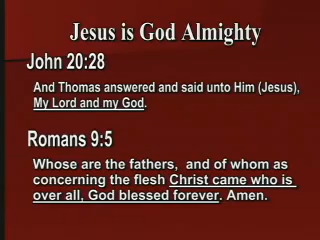 Jesus is God Almighty
John 20:28
And Thomas answered and said unto Him (Jesus),
My Lord and my God.
Romans 9:5
Whose are the fathers, and of whom as
concerning the flesh Christ came who is
over all, God blessed forever. Amen.